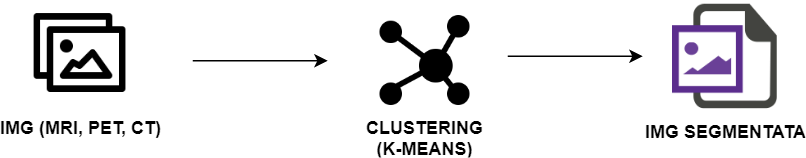 IMG (MRI, PET, CT)
CLUSTERING
(K-MEANS)
IMG SEGMENTATA